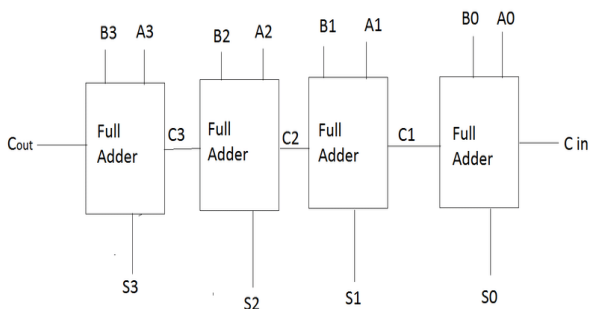 B3 A3 B2 A2 B1 A1 B0 A0
Cout Full Adder C3 Full Adder C2 Full Adder C1 Full Adder C in
S3 S2 S1 S0